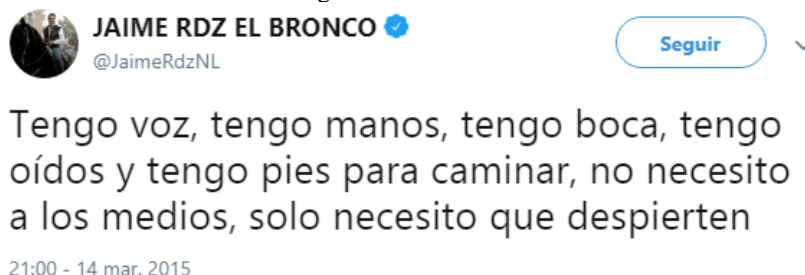 JAIME RDZ EL BRONCO
@JaimeRdzNL
Seguir
Tengo voz, tengo manos, tengo boca, tengo
oídos y tengo pies para caminar, no necesito
a los medios, solo necesito que despierten
21:00 - 14 mar. 2015